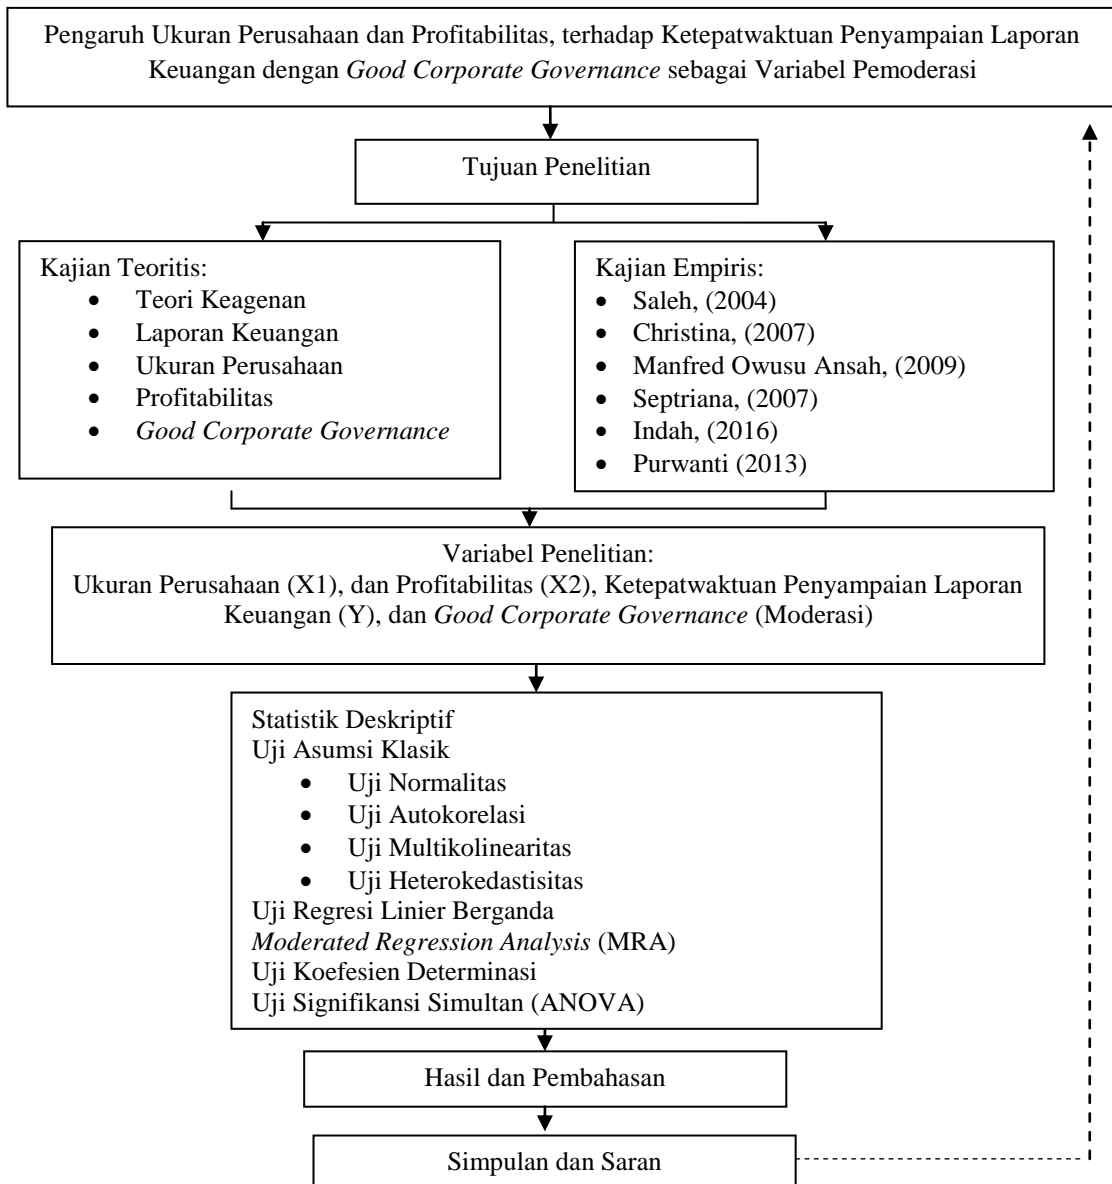 Pengaruh Ukuran Perusahaan dan Profitabilitas, terhadap Ketepatwaktuan Penyampaian Laporan
Keuangan dengan Good Corporate Governance sebagai Variabel Pemoderasi
Tujuan Penelitian
Kajian Teoritis:
• Teori Keagenan
• Laporan Keuangan
• Ukuran Perusahaan
• Profitabilitas
• Good Corporate Governance
Kajian Empiris:
• Saleh, (2004)
• Christina, (2007)
• Manfred Owusu Ansah, (2009)
• Septriana, (2007)
• Indah, (2016)
• Purwanti (2013)
Variabel Penelitian:
Ukuran Perusahaan (X1), dan Profitabilitas (X2), Ketepatwaktuan Penyampaian Laporan
Keuangan (Y), dan Good Corporate Governance (Moderasi)
Statistik Deskriptif
Uji Asumsi Klasik
• Uji Normalitas
• Uji Autokorelasi
• Uji Multikolinearitas
• Uji Heterokedastisitas
Uji Regresi Linier Berganda
Moderated Regression Analysis (MRA)
Uji Koefesien Determinasi
Uji Signifikansi Simultan (ANOVA)
Hasil dan Pembahasan
Simpulan dan Saran